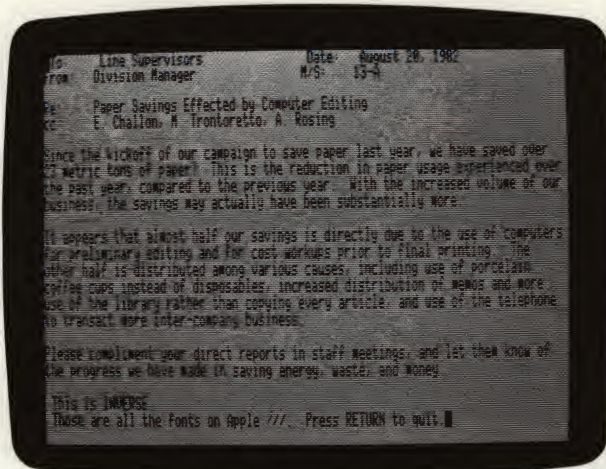 To: Line Supervisors Date: August 20, 1982
From: Division Manager M/S: 13-A
Re: Paper Savings Effected by Computer Editing
cc: E. Challon, M. Trontoretto, A. Rosing
Since the kickoff of our campaign to save paper last year, we have saved over
23 metric tons of paper! This is the reduction in paper usage experienced over
the past year, compared to the previous year. With the increased volume of our
business, the savings may actually have been substantially more.
It appears that almost half our savings is directly due to the use of computers
for preliminary editing and for cost workups prior to final printing. The
other half is distributed among various causes, including use of porcelain
coffee cups instead of disposables, increased distribution of memos and more
use of the library rather than copying every article, and use of the telephone
to transact more inter-company business.
Please compliment your direct reports in staff meetings, and let them know of
the progress we have made in saving energy, waste, and money.
This is INVERSE
Those are all the fonts on Apple ///. Press RETURN to quit.